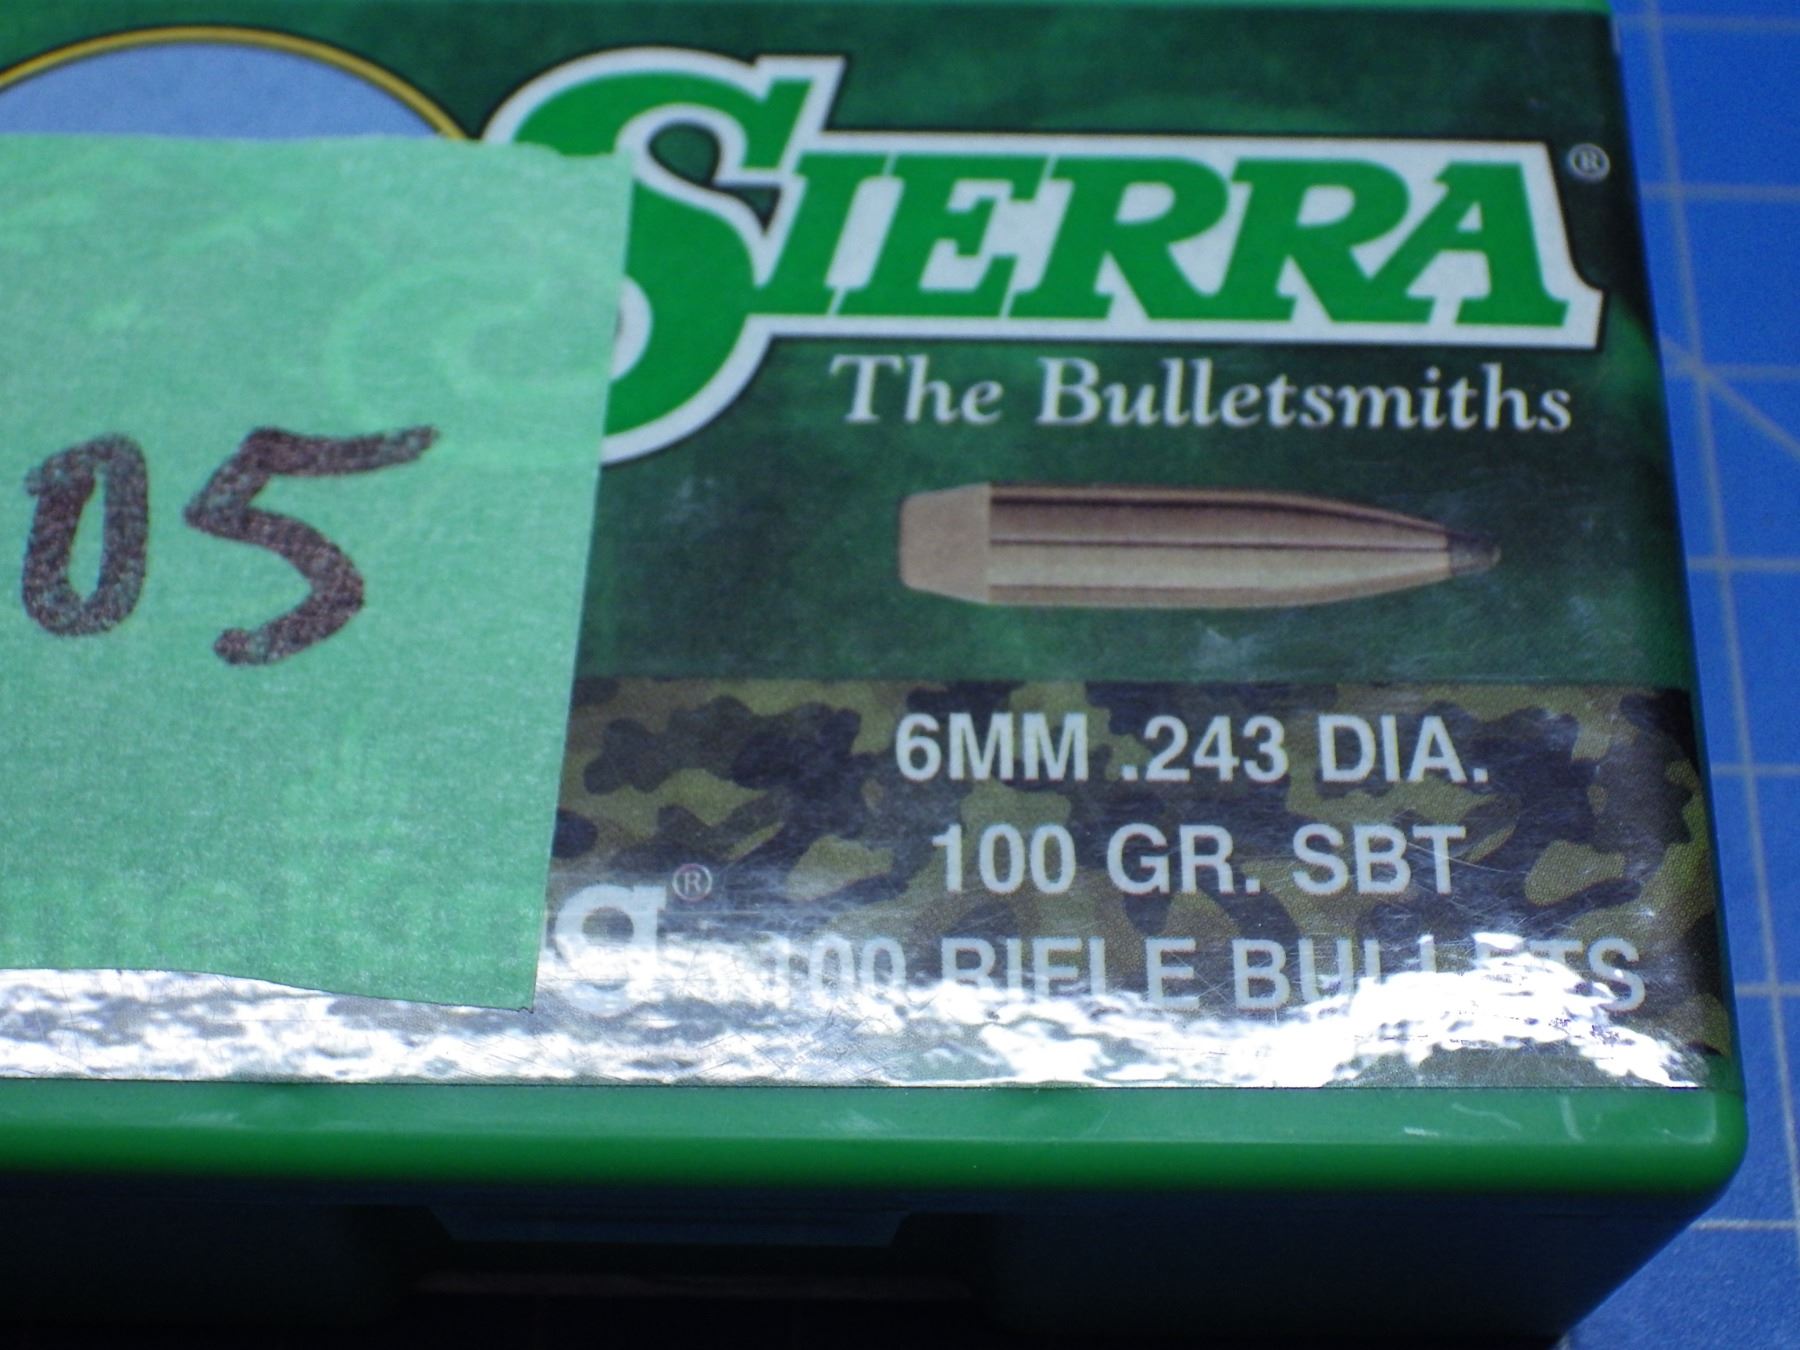 SIERRA®
The Bulletsmiths
05
6MM .243 DIA.
100 GR. SBT
100 RIFLE BULLETS